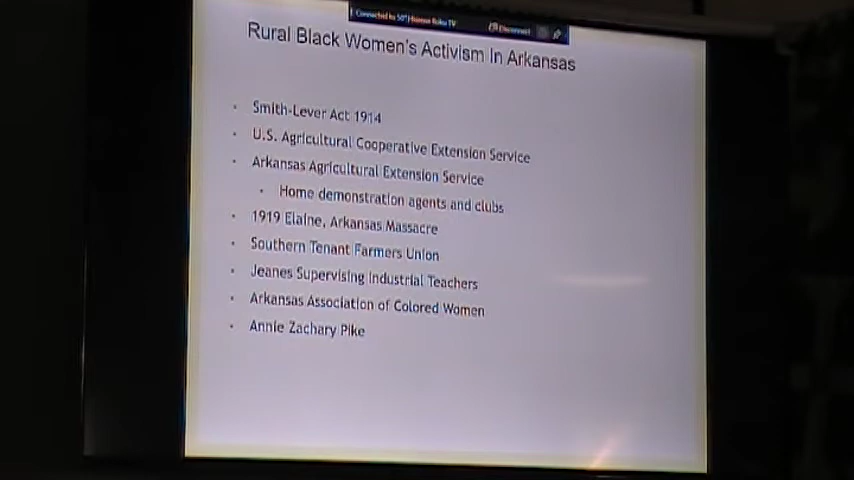 Connected to 50" Hisense Roku TV
Disconnect
Rural Black Women's Activism In Arkansas
Smith-Lever Act 1914
U.S. Agricultural Cooperative Extension Service
Arkansas Agricultural Extension Service
Home demonstration agents and clubs
1919 Elaine, Arkansas Massacre
Southern Tenant Farmers Union
Jeanes Supervising Industrial Teachers
Arkansas Association of Colored Women
Annie Zachary Pike